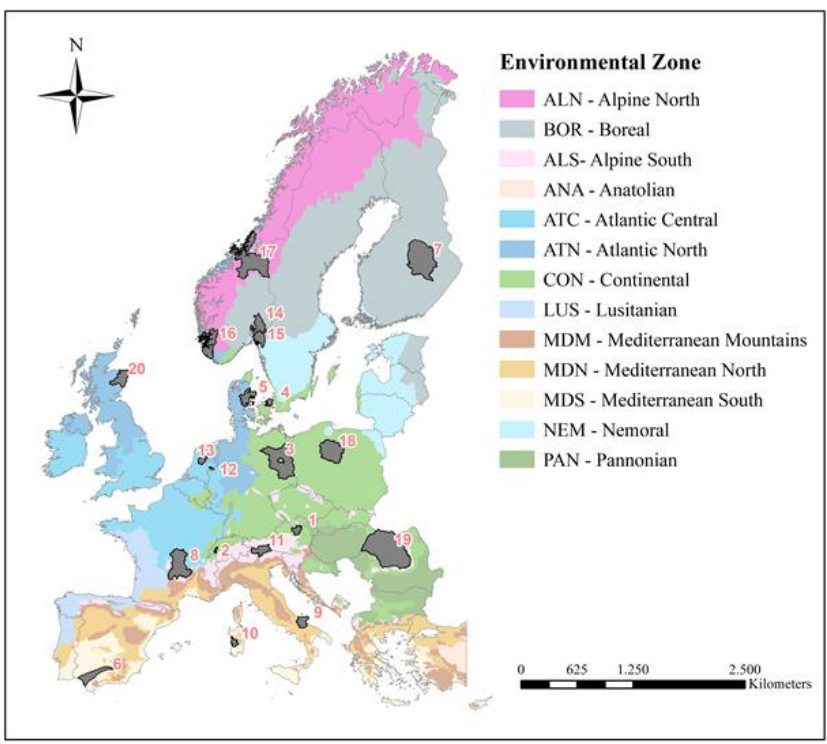 N
Environmental Zone
ALN - Alpine North
BOR - Boreal
ALS- Alpine South
ANA - Anatolian
ATC - Atlantic Central
ATN - Atlantic North
CON - Continental
LUS - Lusitanian
MDM - Mediterranean Mountains
MDN - Mediterranean North
MDS - Mediterranean South
NEM - Nemoral
PAN - Pannonian
17
7
14
15
16
20
5
4
13
12
3
18
1
2
11
19
8
9
10
6
0 625 1.250 2.500
Kilometers